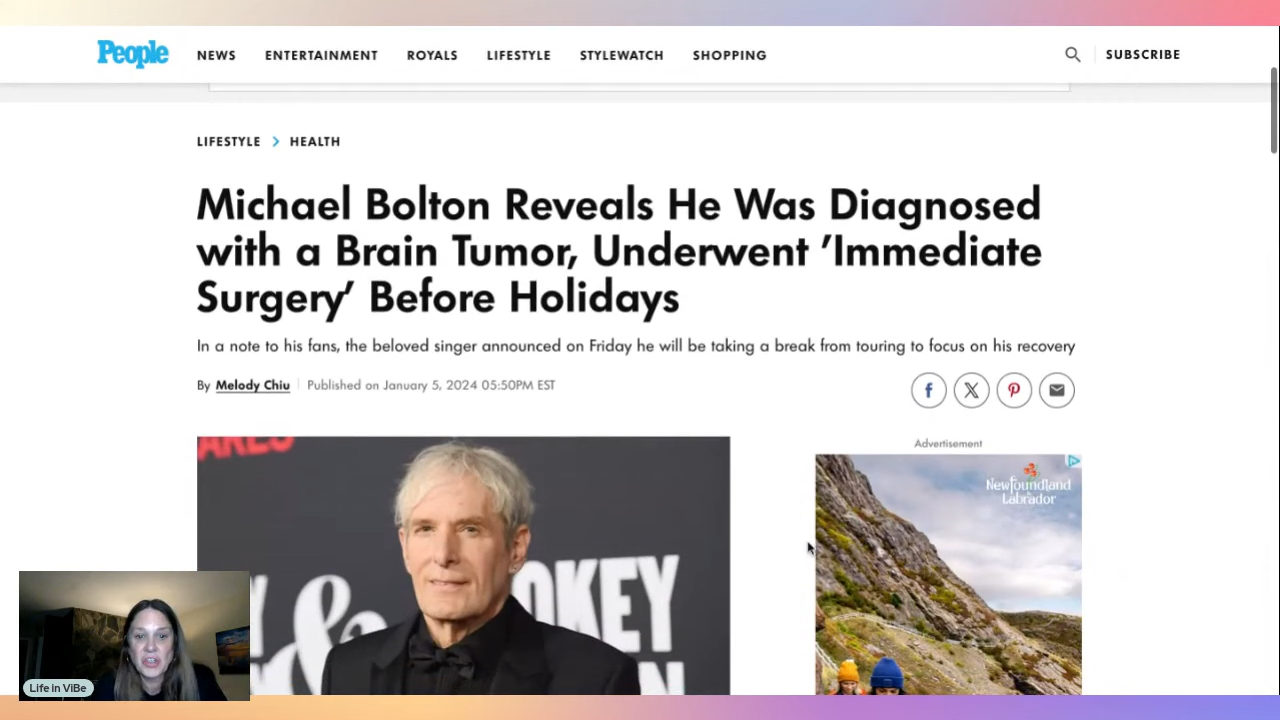 People NEWS ENTERTAINMENT ROYALS LIFESTYLE STYLEWATCH SHOPPING SUBSCRIBE
LIFESTYLE > HEALTH
Michael Bolton Reveals He Was Diagnosed
with a Brain Tumor, Underwent ’Immediate
Surgery’ Before Holidays
In a note to his fans, the beloved singer announced on Friday he will be taking a break from touring to focus on his recovery
By Melody Chiu Published on January 5, 2024 05:50PM EST
Advertisement
Newfoundland
Labrador
&
OKEY
Life in ViBe